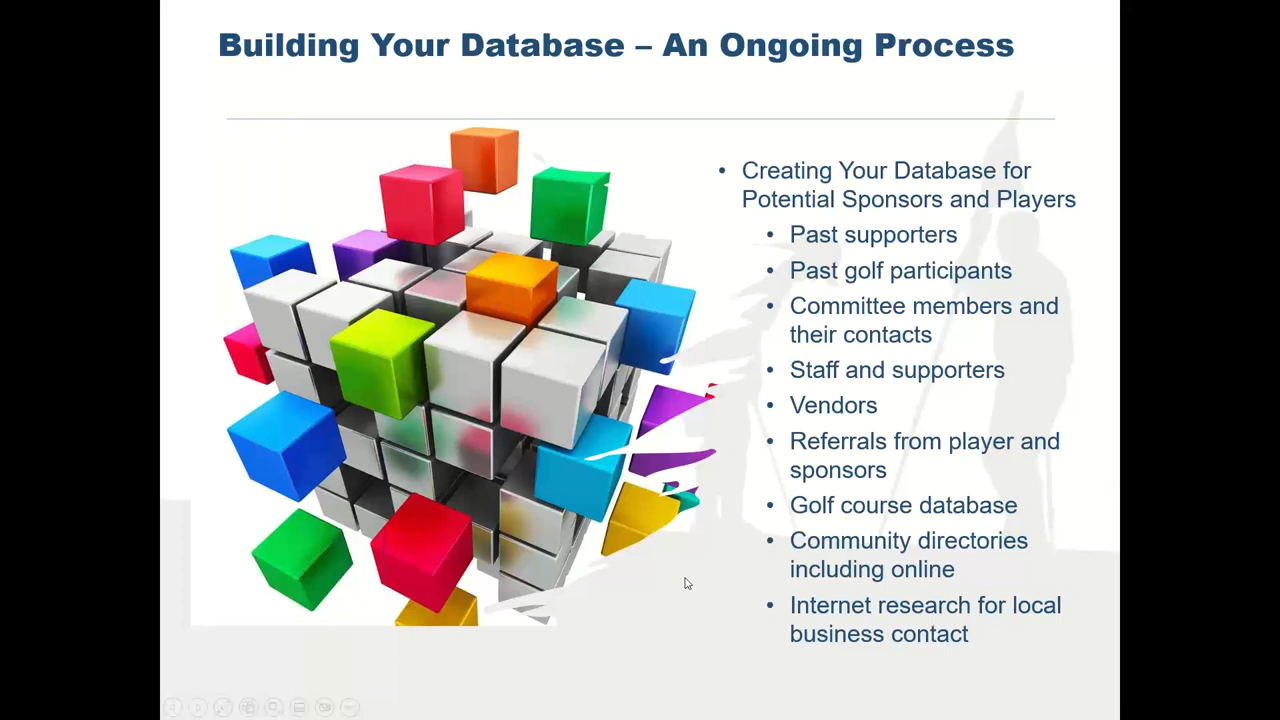 Building Your Database – An Ongoing Process
• Creating Your Database for
Potential Sponsors and Players
• Past supporters
• Past golf participants
• Committee members and
their contacts
• Staff and supporters
• Vendors
• Referrals from player and
sponsors
• Golf course database
• Community directories
including online
• Internet research for local
business contact